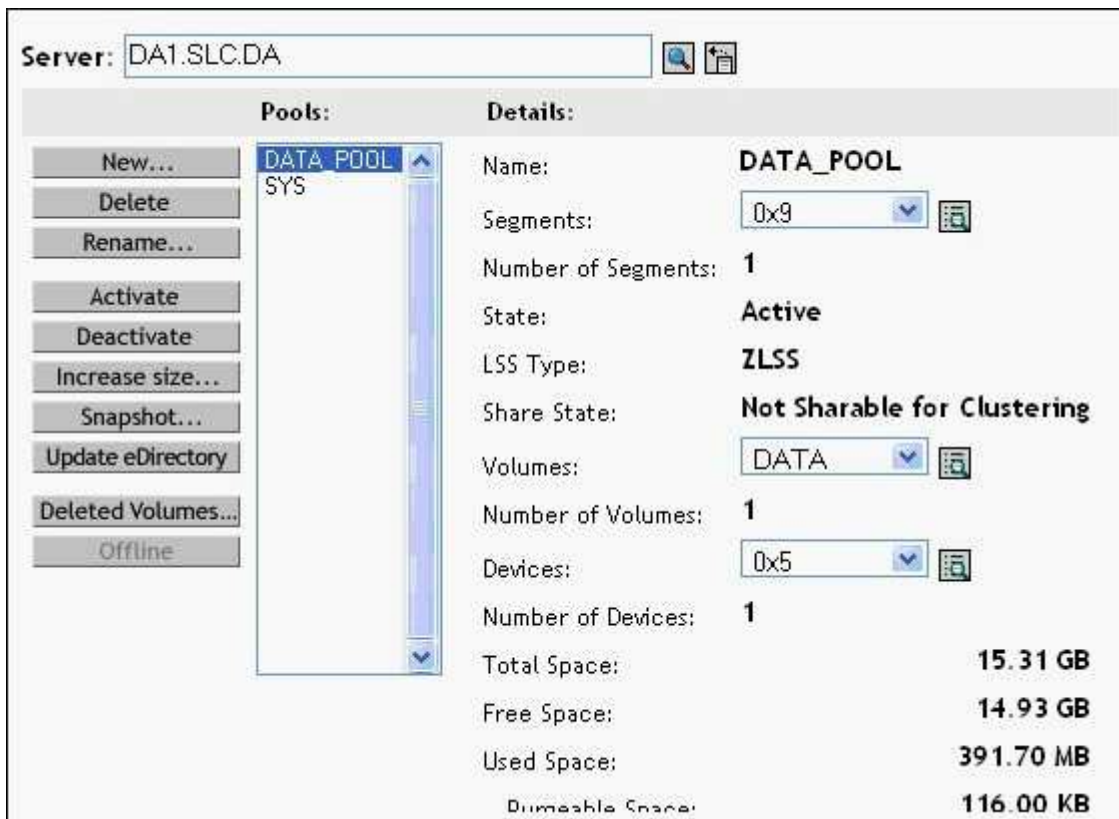 Server: DA1.SLC.DA
Pools: Details:
New...
Delete
Rename...
Activate
Deactivate
Increase size...
Snapshot...
Update eDirectory
Deleted Volumes...
Offline
DATA_POOL
SYS
Name: DATA_POOL
Segments: 0x9
Number of Segments: 1
State: Active
LSS Type: ZLSS
Share State: Not Sharable for Clustering
Volumes: DATA
Number of Volumes: 1
Devices: 0x5
Number of Devices: 1
Total Space: 15.31 GB
Free Space: 14.93 GB
Used Space: 391.70 MB
Purgeable Space: 116.00 KB